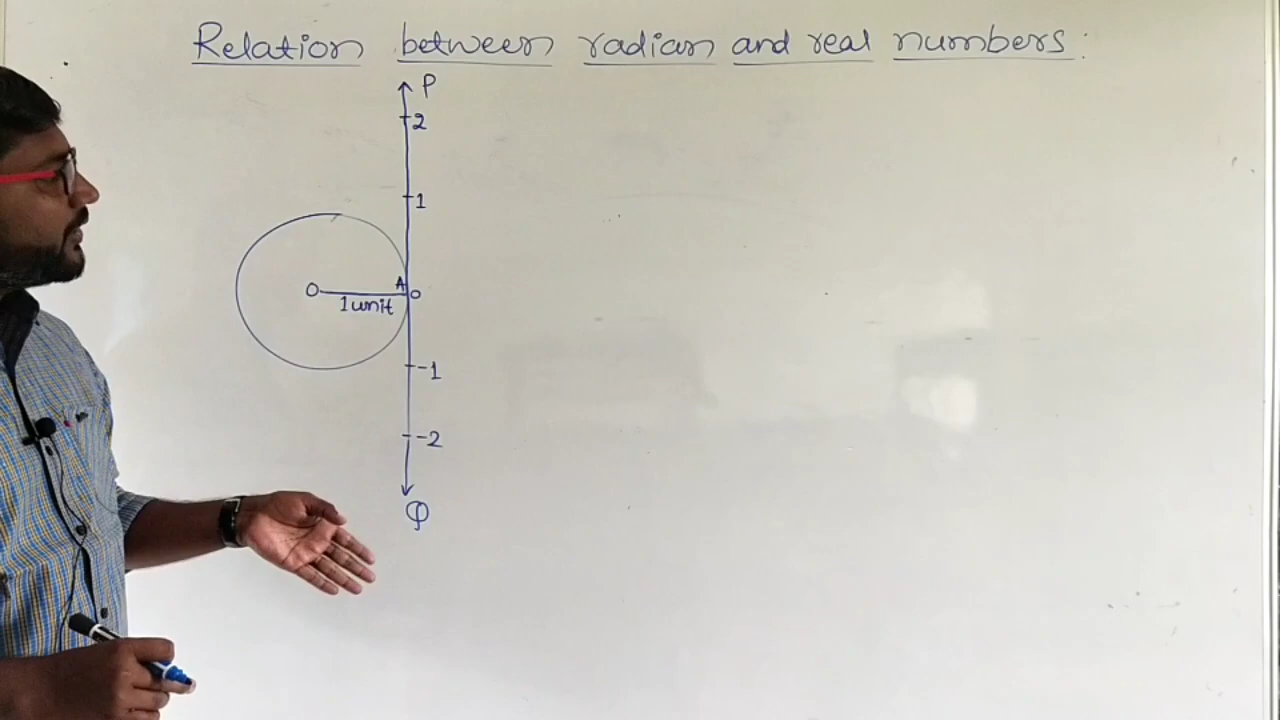 Relation between radian and real numbers:
P
2
1
A
O 0
1 unit
-1
-2
Q